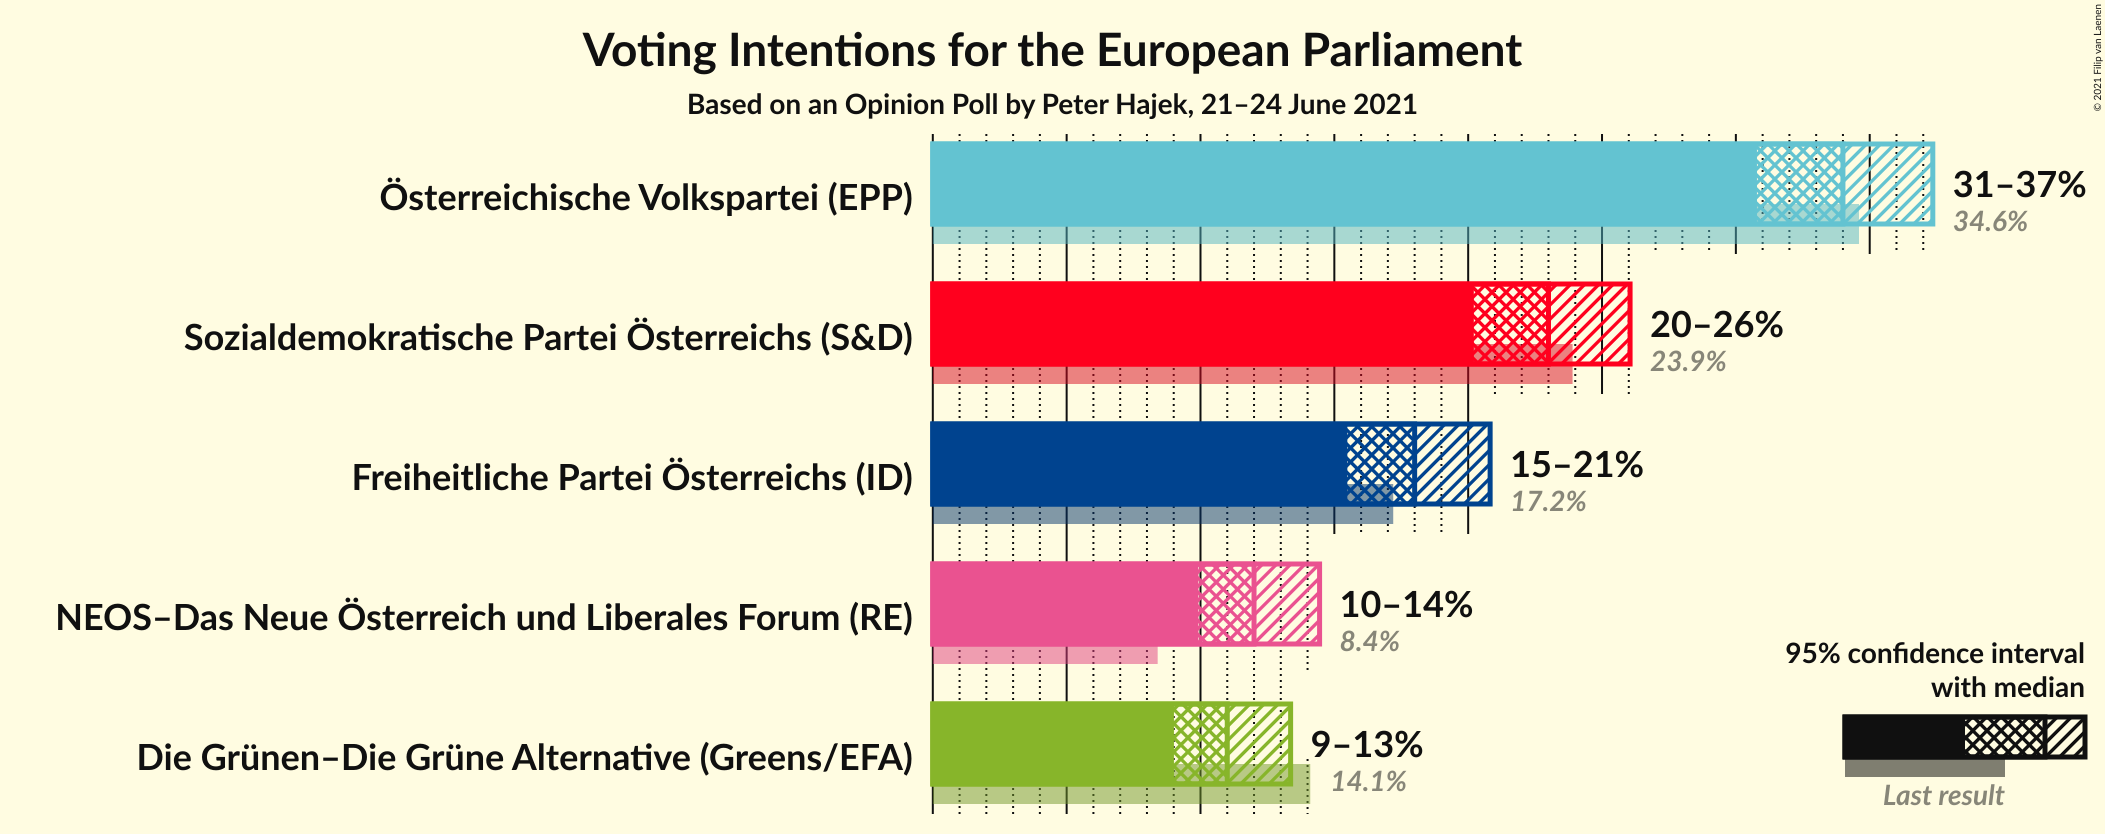 Voting Intentions for the European Parliament
Based on an Opinion Poll by Peter Hajek, 21–24 June 2021
© 2021 Filip van Laenen
Österreichische Volkspartei (EPP)
31–37%
34.6%
Sozialdemokratische Partei Österreichs (S&D)
20–26%
23.9%
Freiheitliche Partei Österreichs (ID)
15–21%
17.2%
NEOS–Das Neue Österreich und Liberales Forum (RE)
10–14%
8.4%
Die Grünen–Die Grüne Alternative (Greens/EFA)
9–13%
14.1%
95% confidence interval
with median
Last result